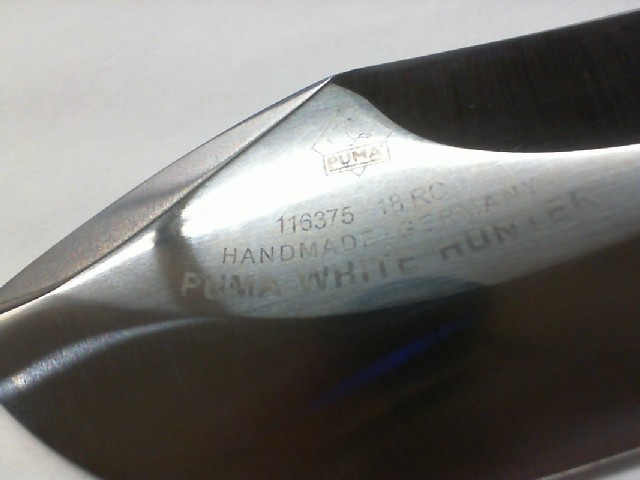 PUMA
116375 18 RC
HANDMADE GERMANY
PUMA WHITE HUNTER